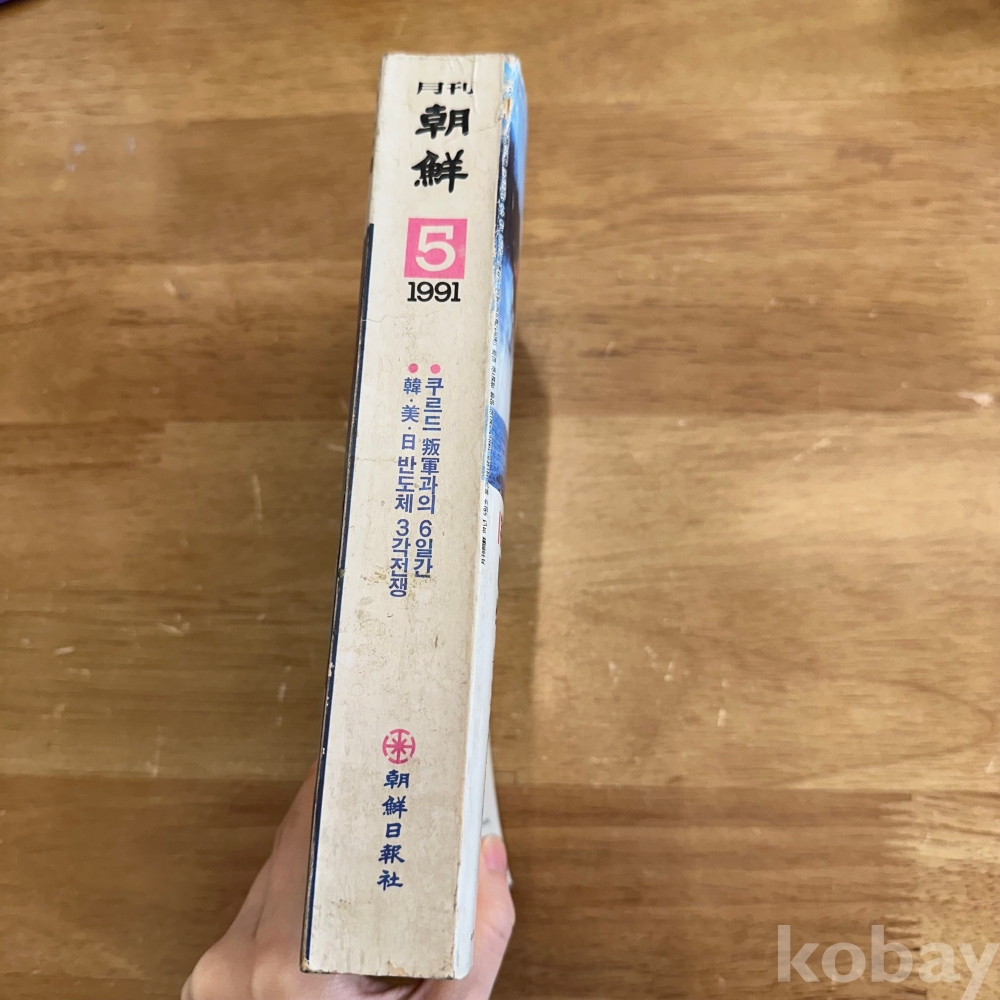 月刊
朝鮮
5
1991
쿠르드 叛軍과의 6일간
韓·美·日 반도체 3각전쟁
朝鮮日報社
kobay